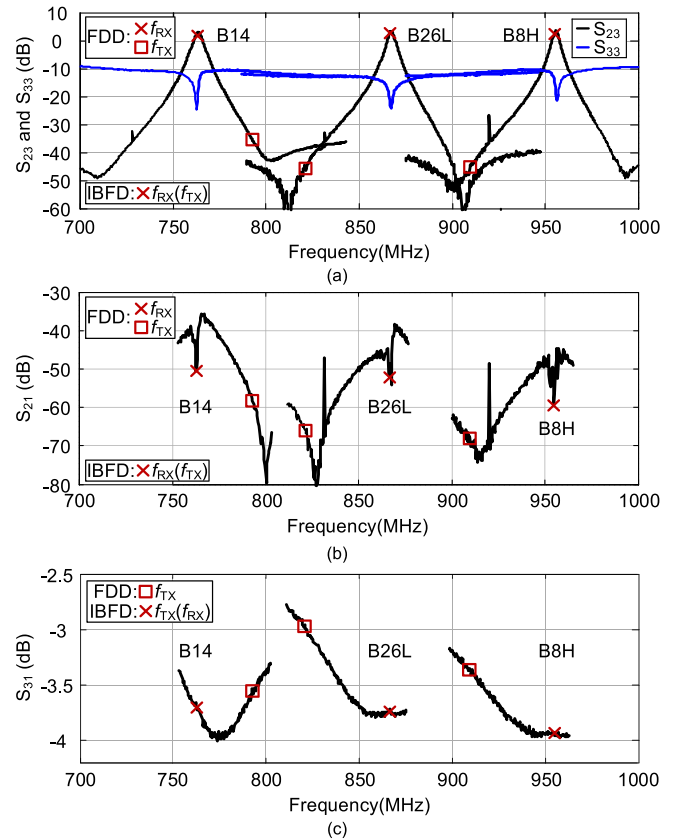 S23 and S33 (dB)
10
0
-10
-20
-30
-40
-50
-60
FDD: × fRX
□ fTX
B14
B26L
B8H
S23
S33
IBFD: × fRX(fTX)
700
750
800
850
900
950
1000
Frequency(MHz)
(a)
S21 (dB)
-30
-40
-50
-60
-70
-80
FDD: × fRX
□ fTX
B14
B26L
B8H
IBFD: × fRX(fTX)
700
750
800
850
900
950
1000
Frequency(MHz)
(b)
S31 (dB)
-2.5
-3
-3.5
-4
FDD: □ fTX
IBFD: × fTX(fRX)
B14
B26L
B8H
700
750
800
850
900
950
1000
Frequency(MHz)
(c)